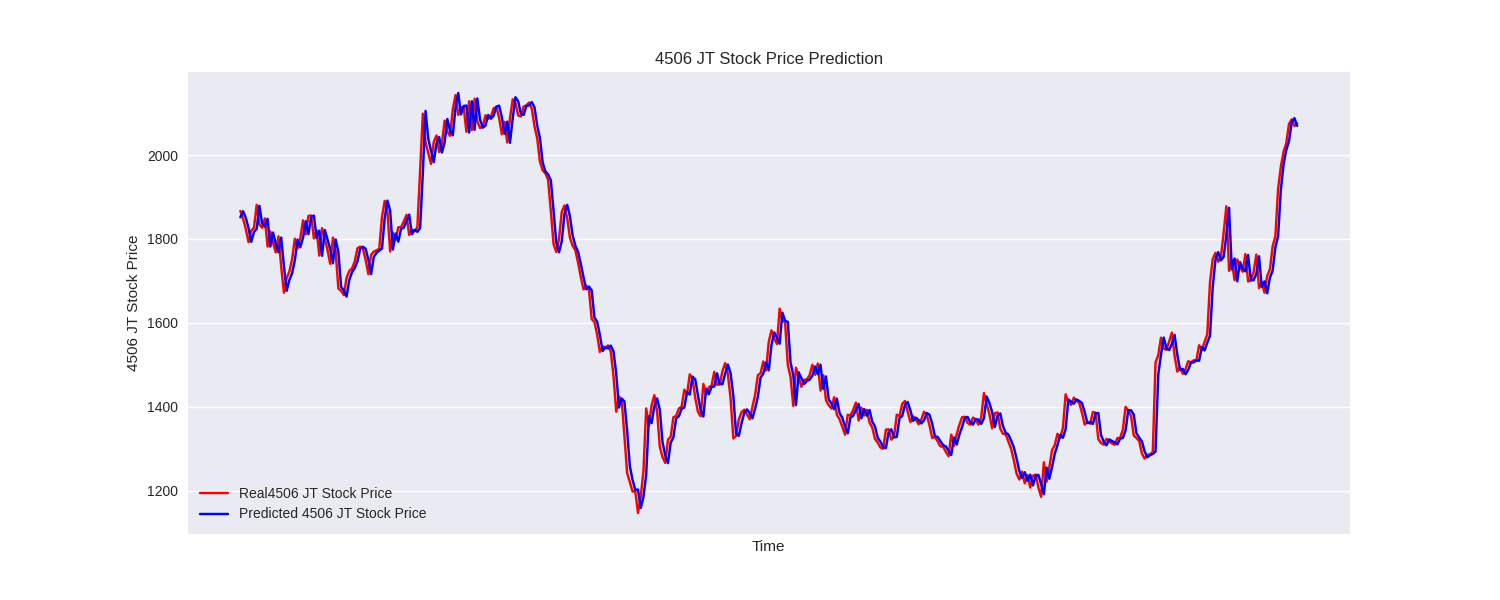 4506 JT Stock Price Prediction
4506 JT Stock Price
2000
1800
1600
1400
1200
Real4506 JT Stock Price
Predicted 4506 JT Stock Price
Time